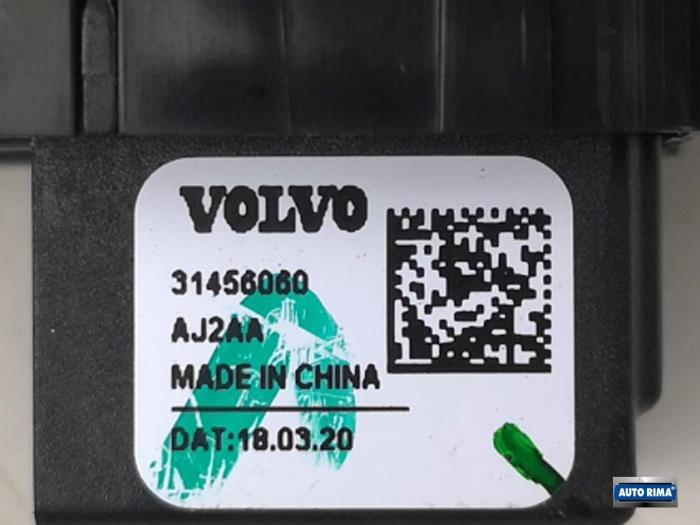 VOLVO
31456060
AJ2AA
MADE IN CHINA
DAT:18.03.20
AUTO RIMA®